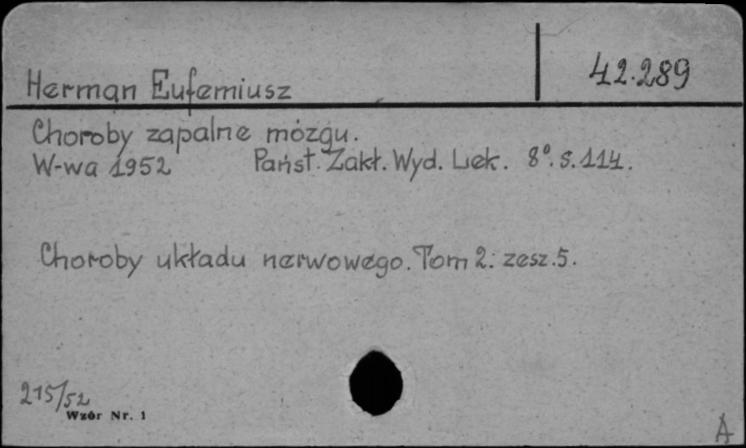 Herman Eufemiusz 42.289
Choroby zapalne mózgu.
W-wa 1952 Państ. Zakł. Wyd. Lek. 8°. s. 114.
Choroby układu nerwowego. Tom 2. zesz. 5.
215/52
Wzór Nr. 1
A